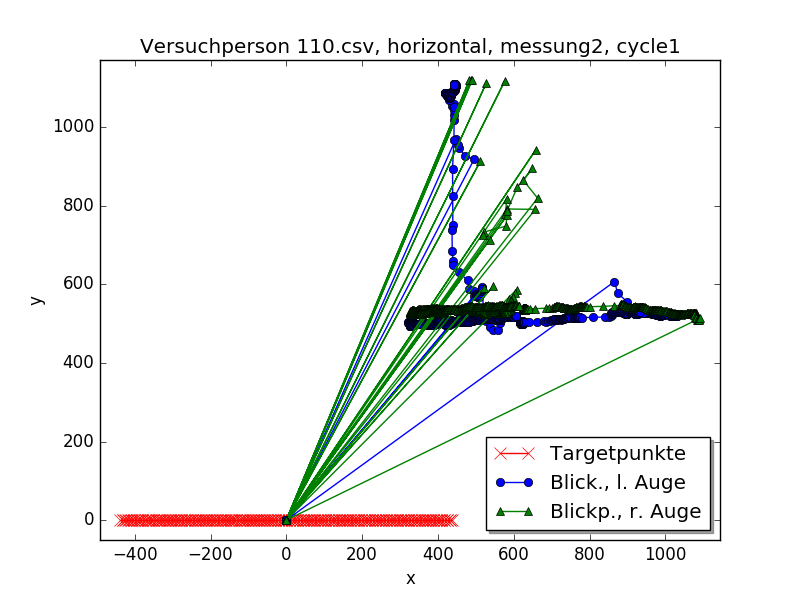 Versuchperson 110.csv, horizontal, messung2, cycle1
1000
800
600
400
200
0
y
−400
−200
0
200
400
600
800
1000
x
Targetpunkte
Blick., l. Auge
Blickp., r. Auge